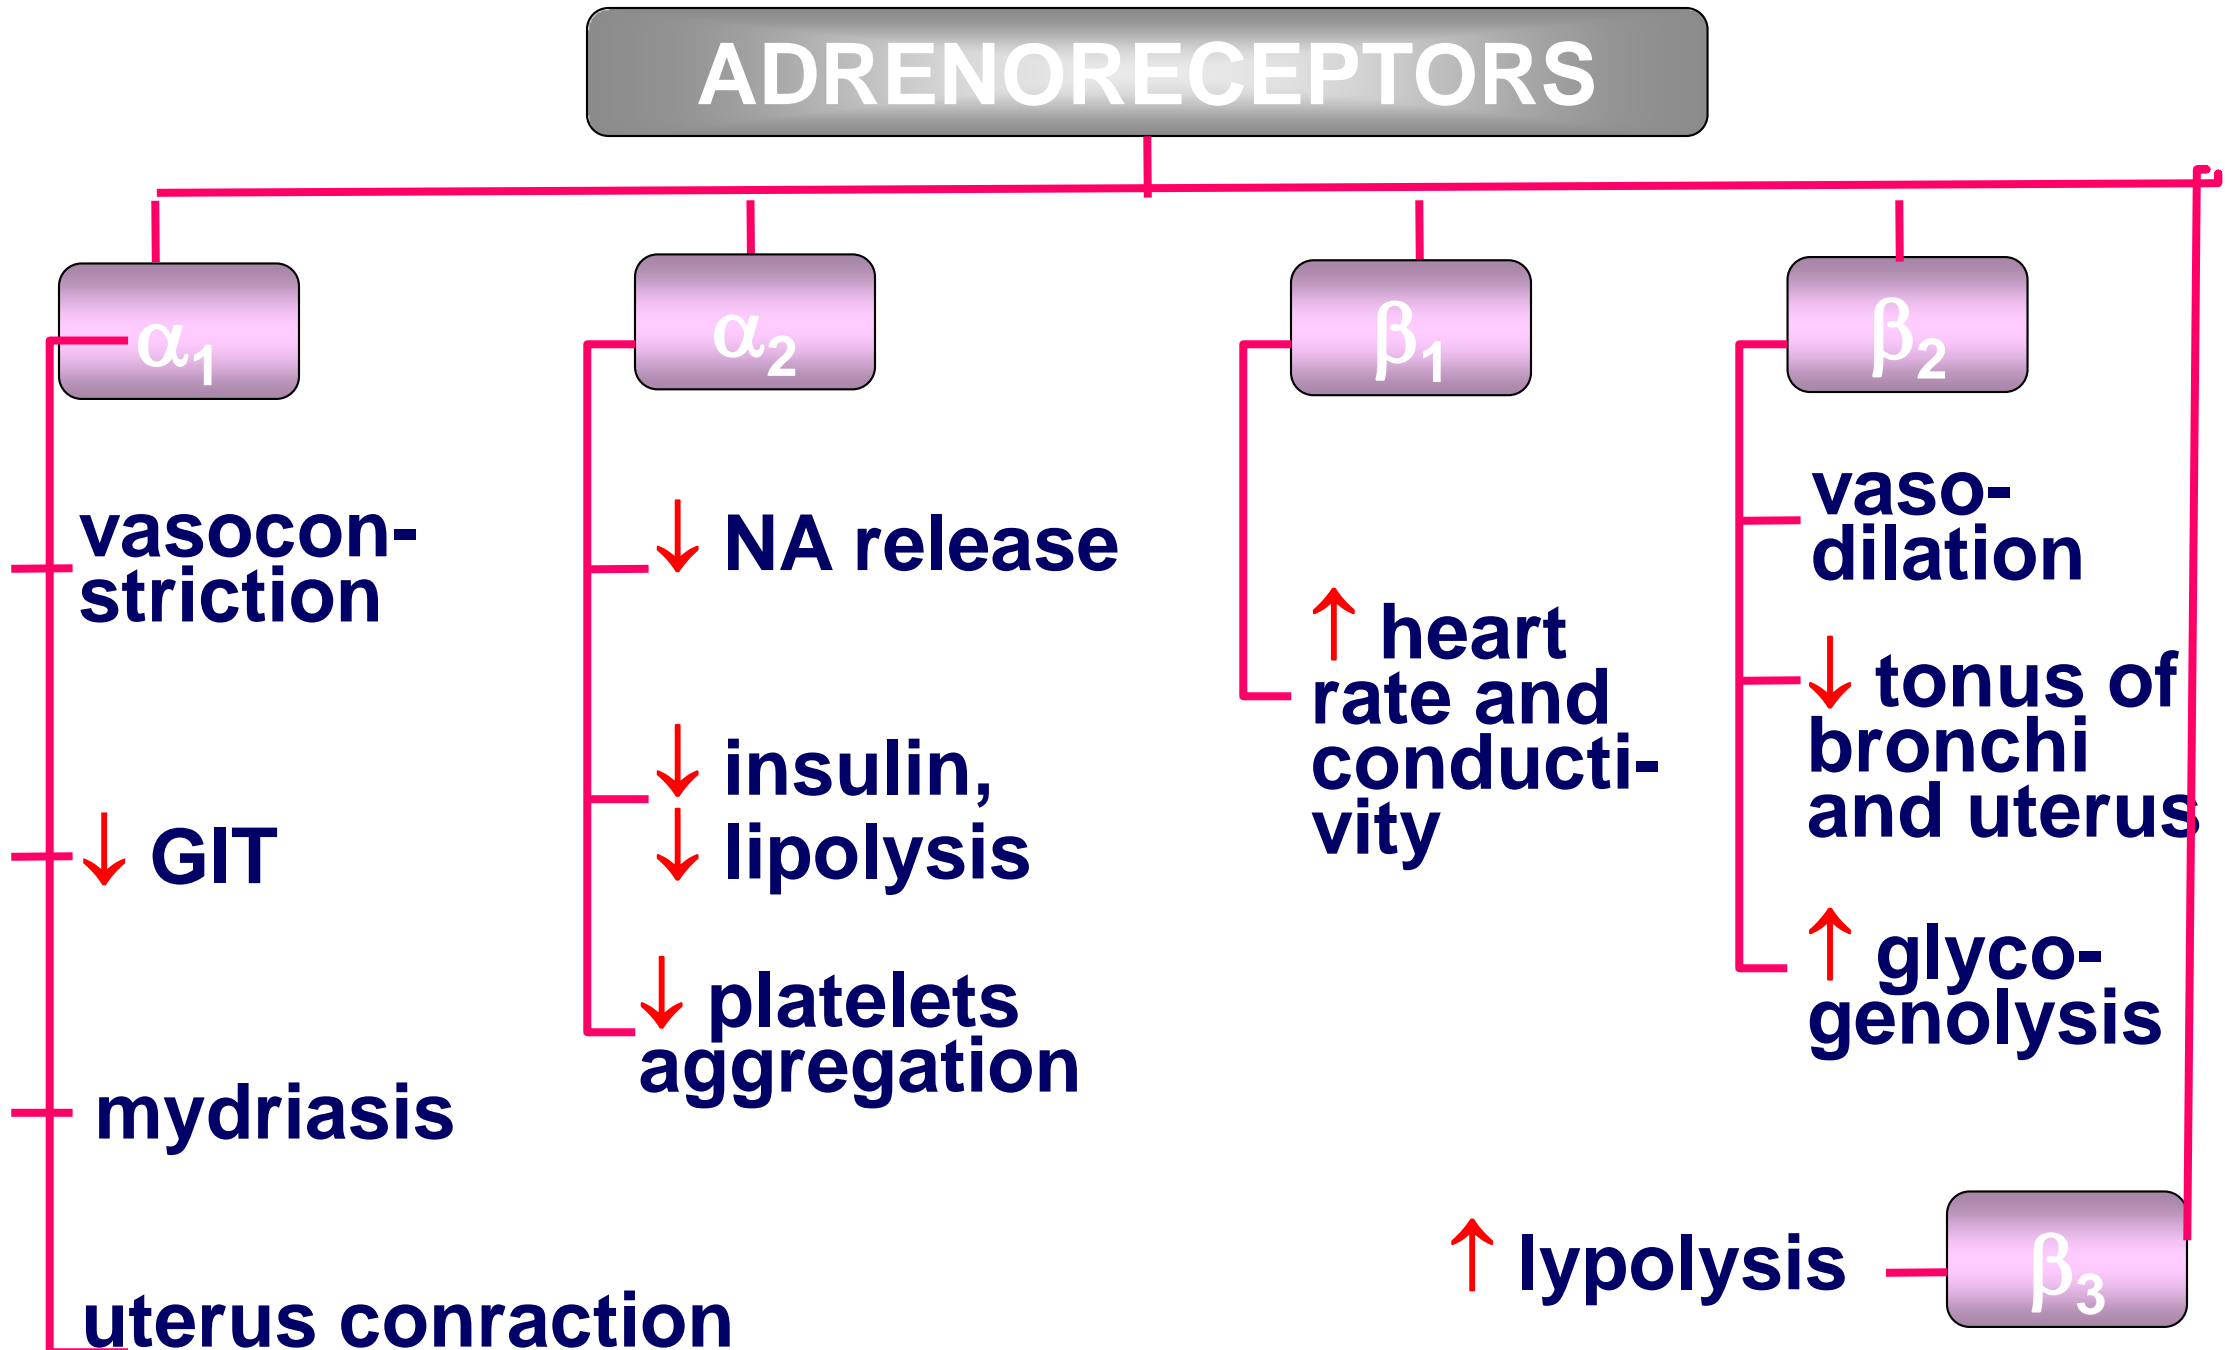 ADRENORECEPTORS
α₁
vasocon-
striction
↓ GIT
mydriasis
uterus conraction
α₂
↓ NA release
↓ insulin,
↓ lipolysis
↓ platelets
aggregation
β₁
↑ heart
rate and
conducti-
vity
β₂
vaso-
dilation
↓ tonus of
bronchi
and uterus
↑ glyco-
genolysis
β₃
↑ lypolysis